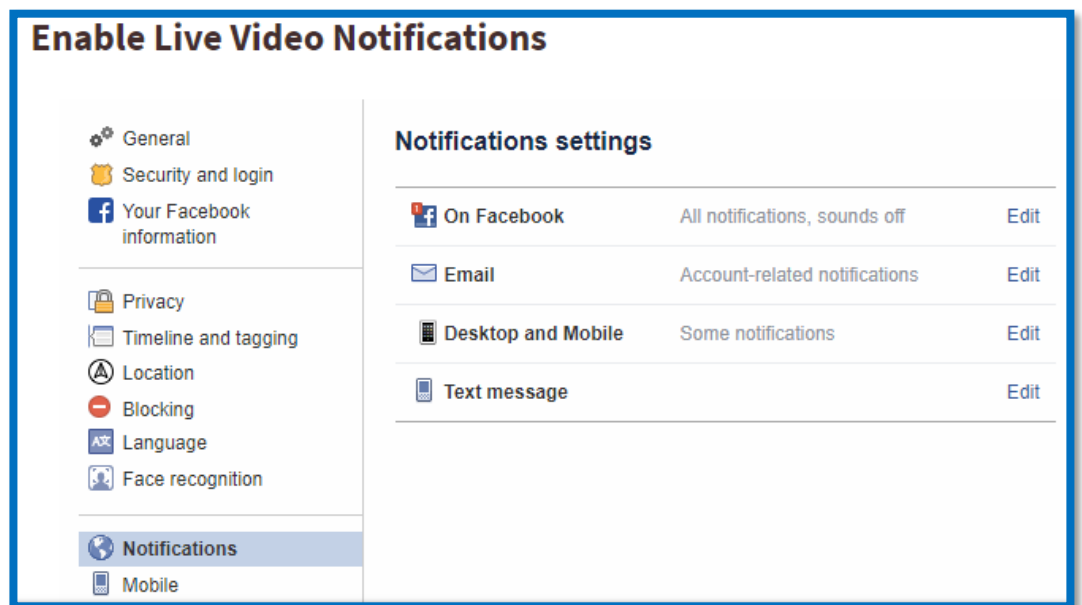 Enable Live Video Notifications
General
Security and login
Your Facebook
information
Privacy
Timeline and tagging
Location
Blocking
Language
Face recognition
Notifications
Mobile
Notifications settings
On Facebook All notifications, sounds off Edit
Email Account-related notifications Edit
Desktop and Mobile Some notifications Edit
Text message Edit